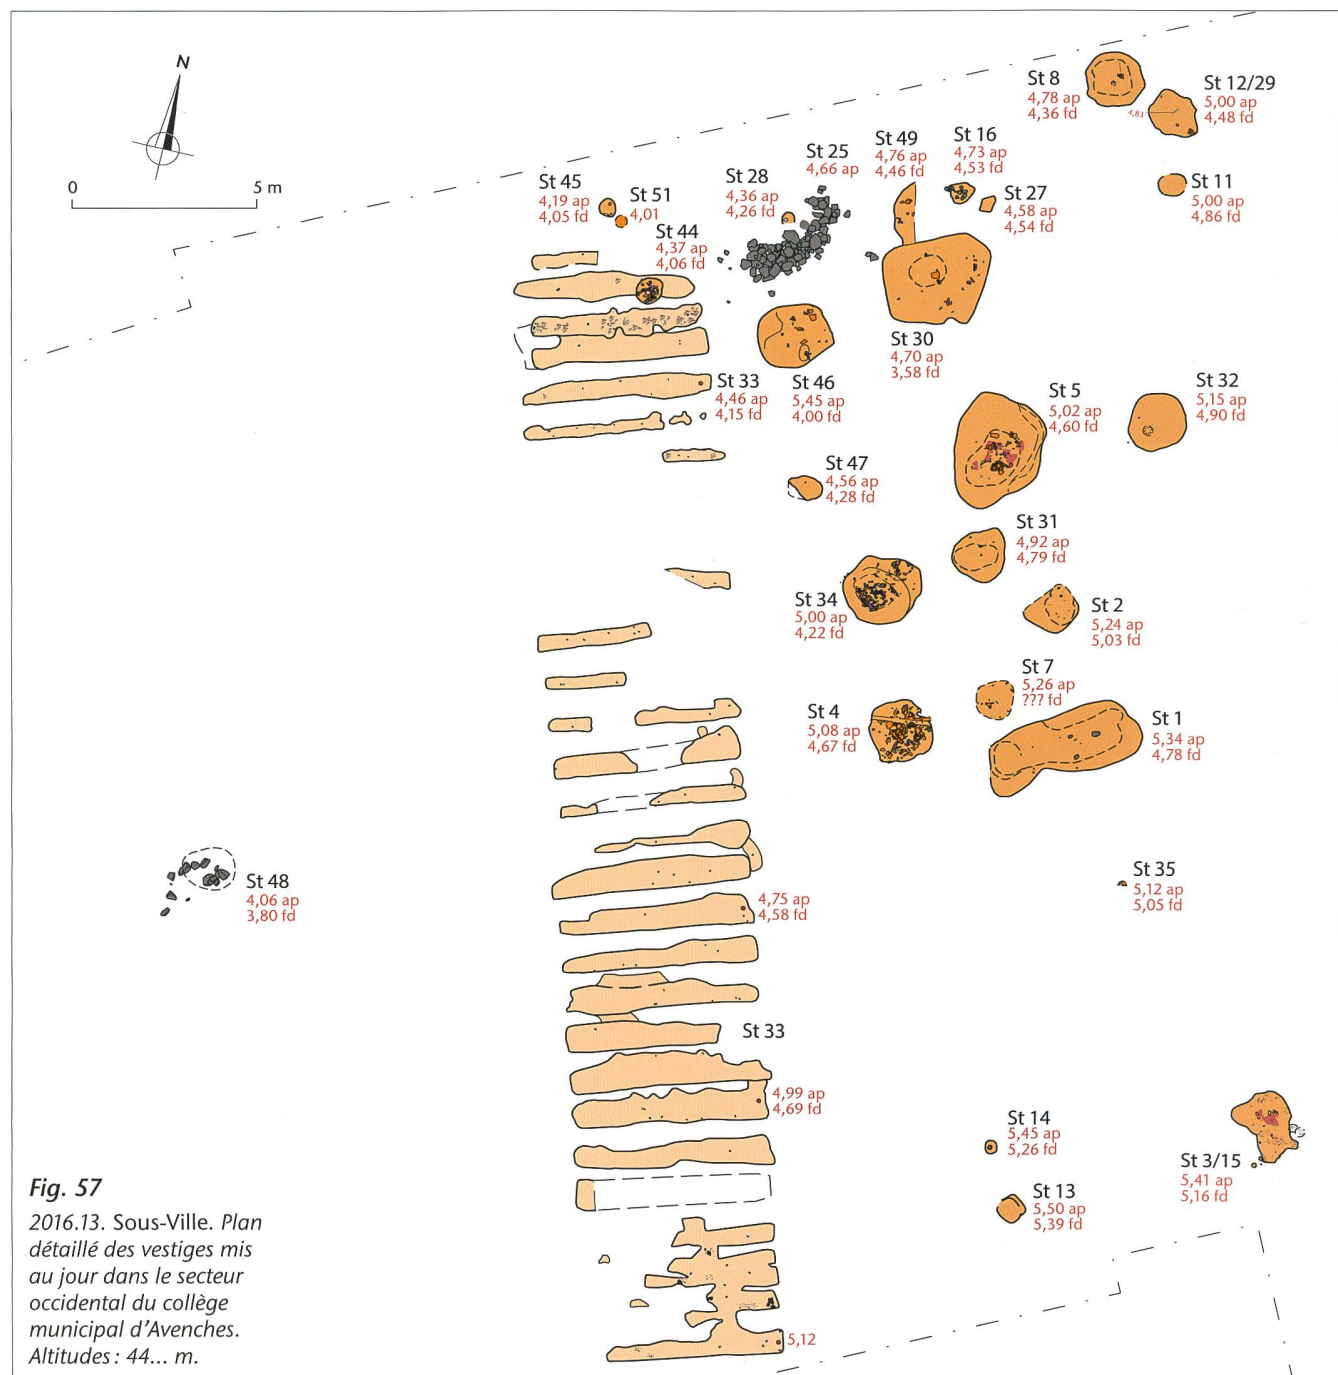 N
0 5 m
St 8
4,78 ap
4,36 fd
St 12/29
5,00 ap
4,48 fd
4,83
St 11
5,00 ap
4,86 fd
St 45
4,19 ap
4,05 fd
St 51
4,01
St 44
4,37 ap
4,06 fd
St 28
4,36 ap
4,26 fd
St 25
4,66 ap
St 49
4,76 ap
4,46 fd
St 16
4,73 ap
4,53 fd
St 27
4,58 ap
4,54 fd
St 30
4,70 ap
3,58 fd
St 33
4,46 ap
4,15 fd
St 46
5,45 ap
4,00 fd
St 5
5,02 ap
4,60 fd
St 32
5,15 ap
4,90 fd
St 47
4,56 ap
4,28 fd
St 31
4,92 ap
4,79 fd
St 34
5,00 ap
4,22 fd
St 2
5,24 ap
5,03 fd
St 7
5,26 ap
??? fd
St 4
5,08 ap
4,67 fd
St 1
5,34 ap
4,78 fd
St 48
4,06 ap
3,80 fd
4,75 ap
4,58 fd
St 35
5,12 ap
5,05 fd
St 33
4,99 ap
4,69 fd
St 14
5,45 ap
5,26 fd
St 3/15
5,41 ap
5,16 fd
St 13
5,50 ap
5,39 fd
5,12
Fig. 57
2016.13. Sous-Ville. Plan
détaillé des vestiges mis
au jour dans le secteur
occidental du collège
municipal d'Avenches.
Altitudes : 44... m.